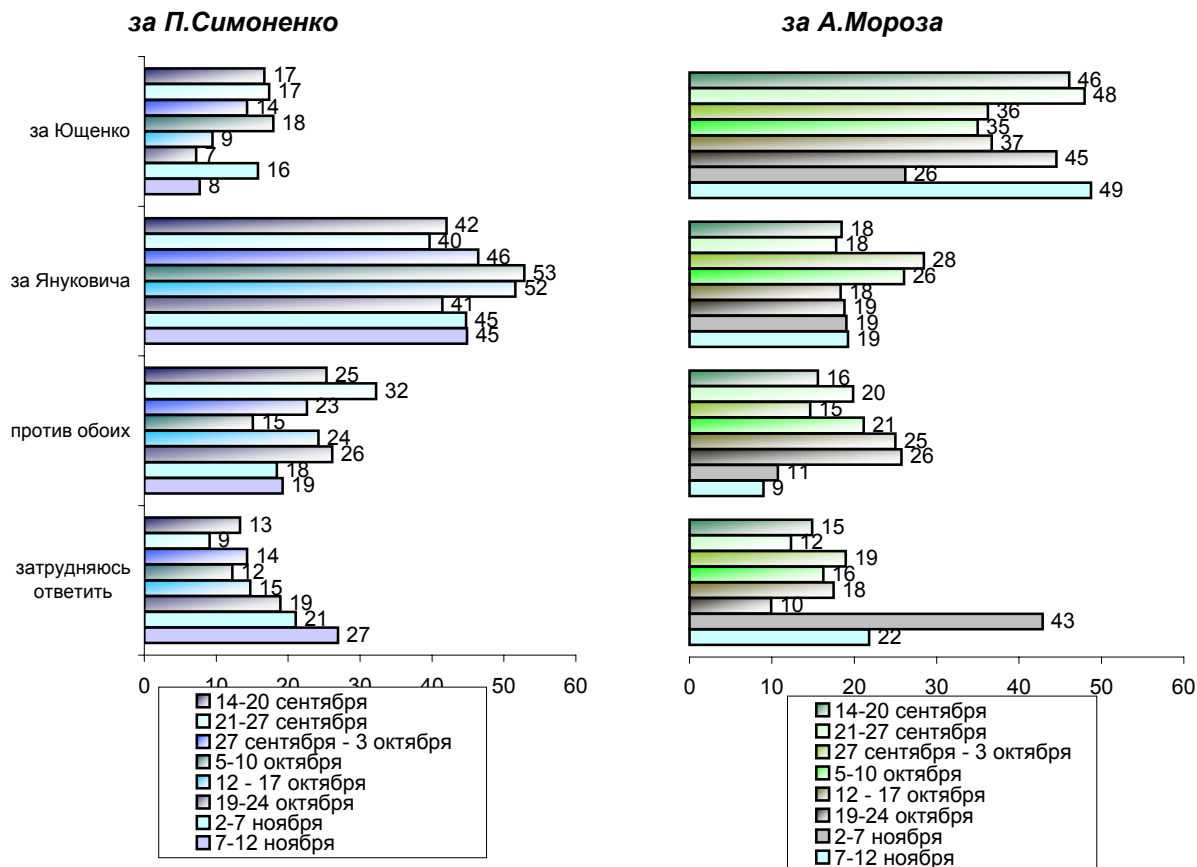 за П.Симоненко
за Ющенко
17
17
14
18
9
7
16
8
за Януковича
42
40
46
53
52
41
45
45
против обоих
25
32
23
15
24
26
18
19
затрудняюсь
ответить
13
9
14
12
15
19
21
27
0 10 20 30 40 50 60
14-20 сентября
21-27 сентября
27 сентября - 3 октября
5-10 октября
12 - 17 октября
19-24 октября
2-7 ноября
7-12 ноября
за А.Мороза
46
48
36
35
37
45
26
49
18
18
28
26
18
19
19
19
16
20
15
21
25
26
11
9
15
12
19
16
18
10
43
22
0 10 20 30 40 50 60
14-20 сентября
21-27 сентября
27 сентября - 3 октября
5-10 октября
12 - 17 октября
19-24 октября
2-7 ноября
7-12 ноября